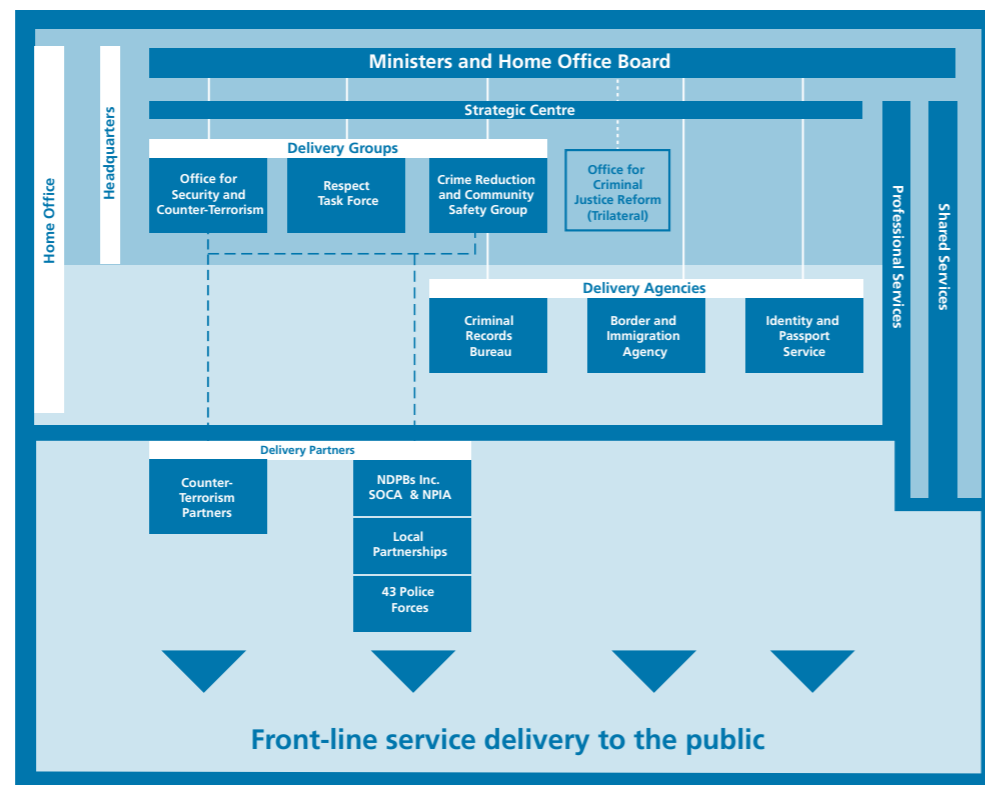 Ministers and Home Office Board
Strategic Centre
Home Office
Headquarters
Delivery Groups
Office for
Security and
Counter-Terrorism
Respect
Task Force
Crime Reduction
and Community
Safety Group
Office for
Criminal
Justice Reform
(Trilateral)
Professional Services
Shared Services
Delivery Agencies
Criminal
Records
Bureau
Border and
Immigration
Agency
Identity and
Passport
Service
Delivery Partners
Counter-
Terrorism
Partners
NDPBs Inc.
SOCA & NPIA
Local
Partnerships
43 Police
Forces
Front-line service delivery to the public